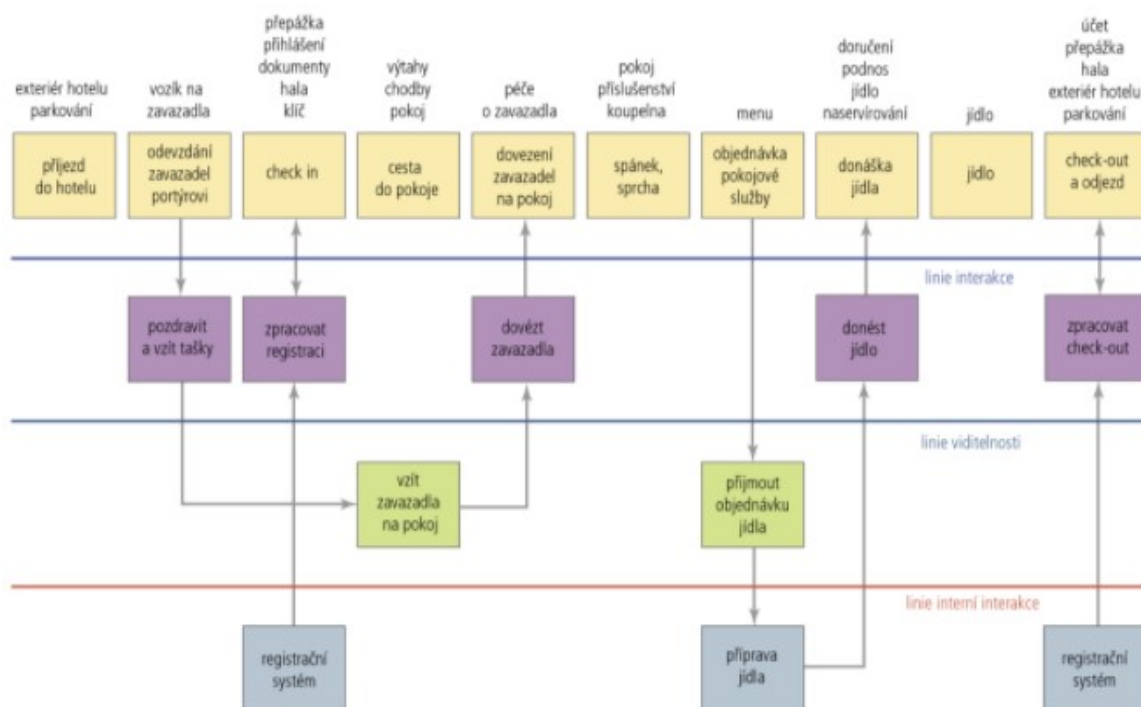 exteriér hotelu
parkování
vozík na
zavazadla
přepážka
přihlášení
dokumenty
hala
klíč
výtahy
chodby
pokoj
péče
o zavazadla
pokoj
příslušenství
koupelna
menu
doručení
podnos
jídlo
naservírování
jídlo
účet
přepážka
hala
exteriér hotelu
parkování
příjezd
do hotelu
odevzdání
zavazadel
portýrovi
check in
cesta
do pokoje
dovezení
zavazadel
na pokoj
spánek,
sprcha
objednávka
pokojové
služby
donáška
jídla
jídlo
check-out
a odjezd
linie interakce
pozdravit
a vzít tašky
zpracovat
registraci
dovézt
zavazadla
donést
jídlo
zpracovat
check-out
linie viditelnosti
vzít
zavazadla
na pokoj
přijmout
objednávku
jídla
linie interní interakce
registrační
systém
příprava
jídla
registrační
systém